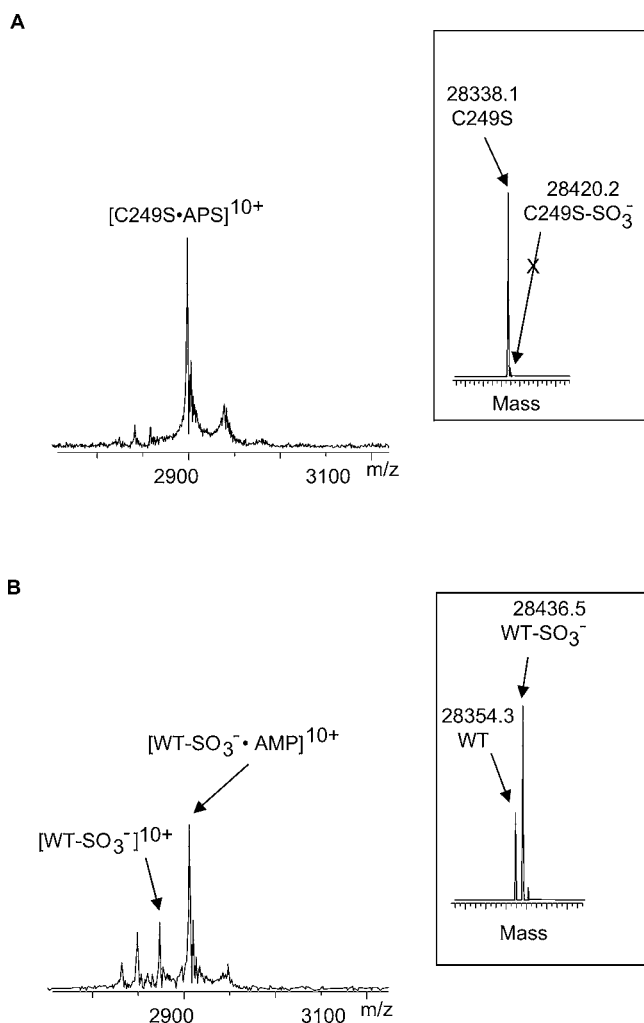 A
28338.1
C249S
28420.2
C249S-SO3⁻
X
[C249S•APS]10+
2900
3100
m/z
Mass
B
28436.5
WT-SO3⁻
28354.3
WT
[WT-SO3⁻• AMP]10+
[WT-SO3⁻]10+
2900
3100
m/z
Mass